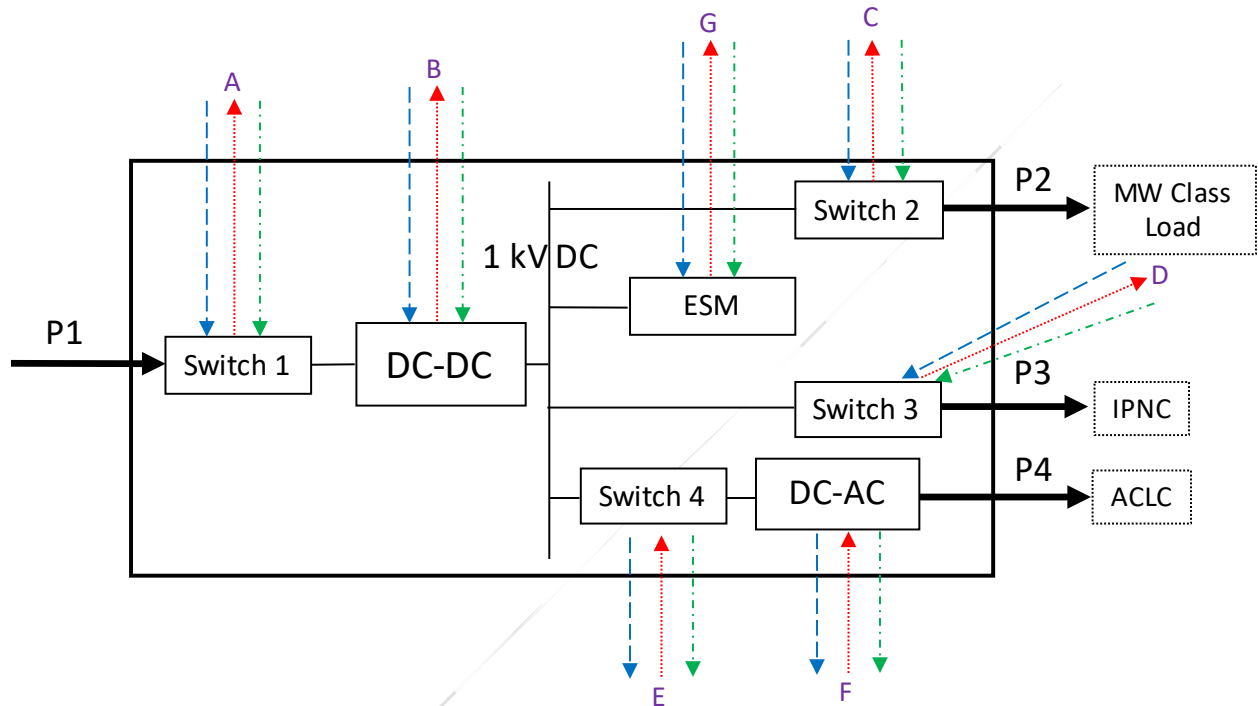 G
C
A
B
P2
MW Class
Load
Switch 2
1 kV DC
D
ESM
P1
Switch 1
DC-DC
P3
Switch 3
IPNC
P4
Switch 4
DC-AC
ACLC
E
F